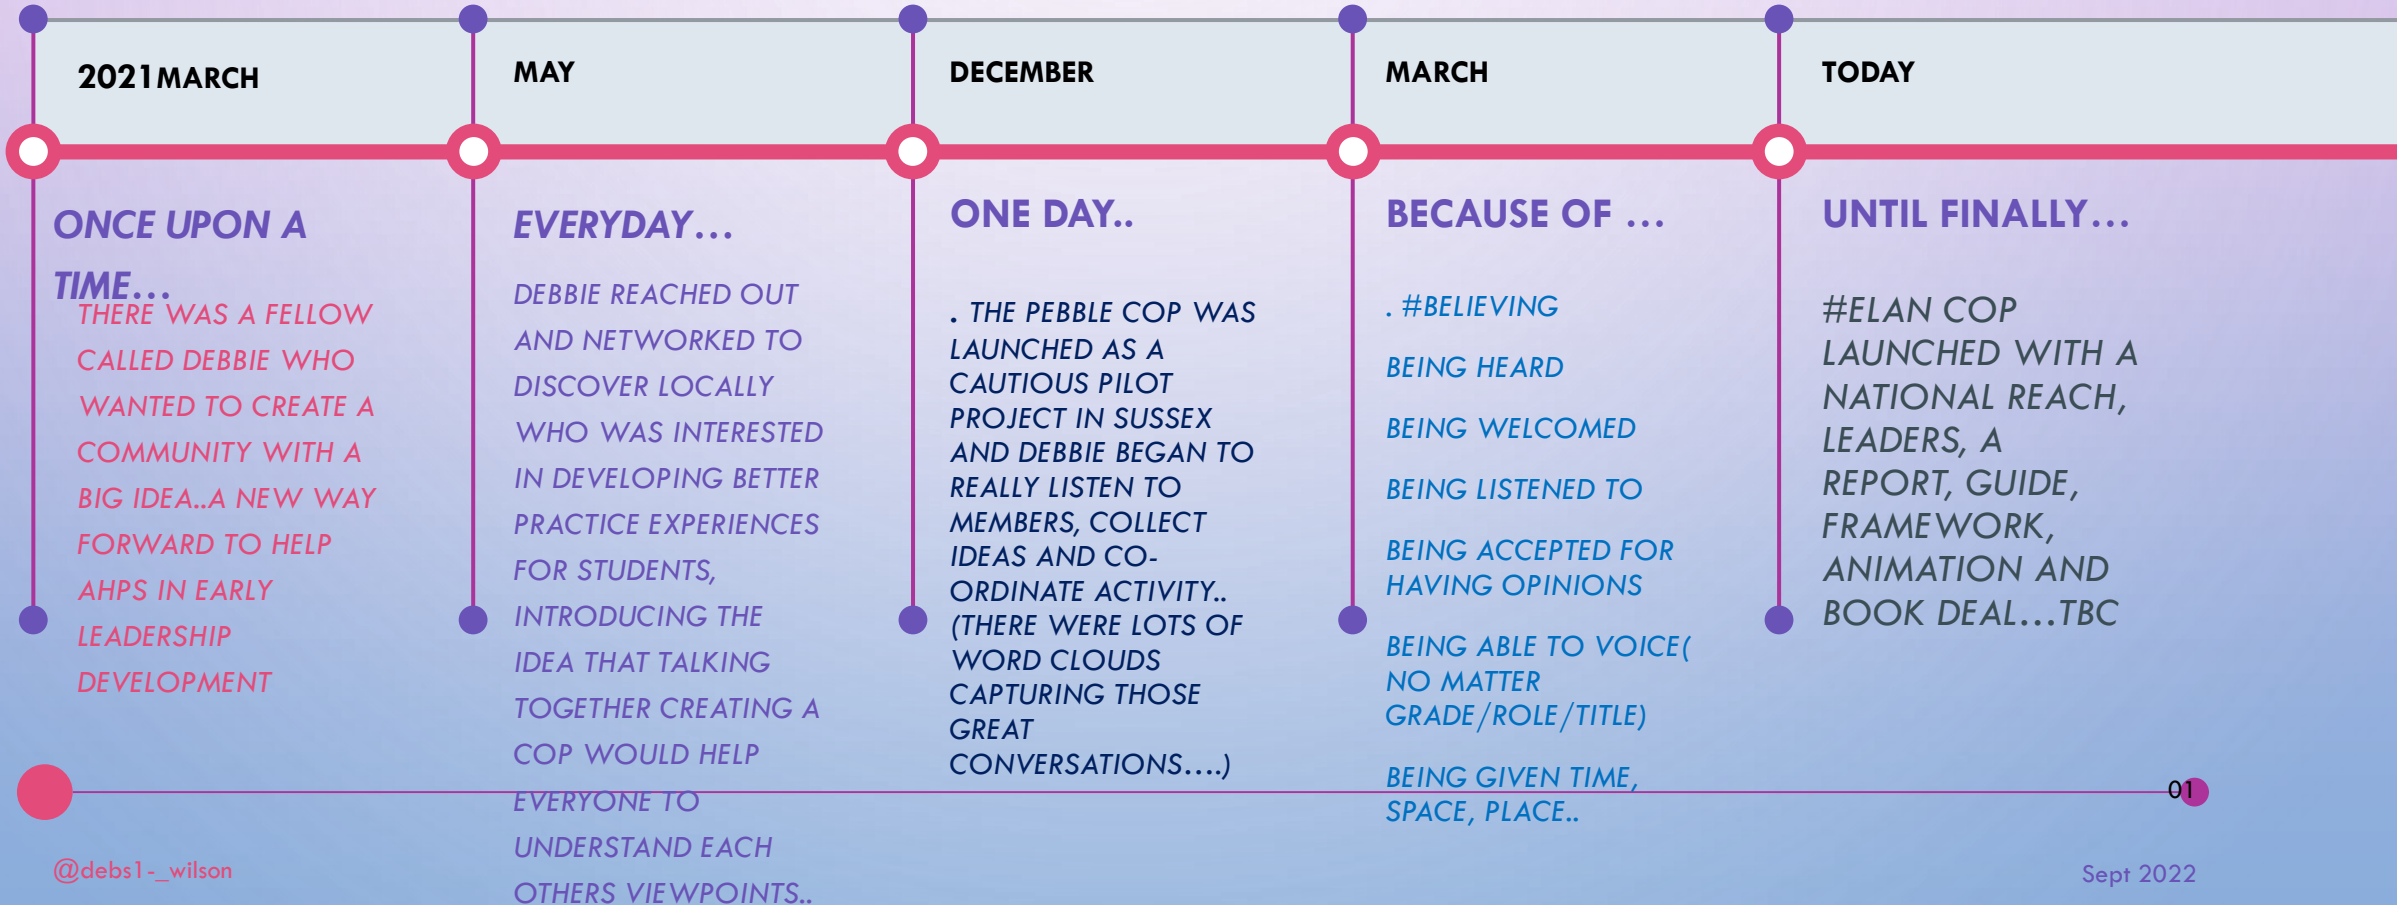 2021MARCH
MAY
DECEMBER
MARCH
TODAY
ONCE UPON A
TIME…
THERE WAS A FELLOW
CALLED DEBBIE WHO
WANTED TO CREATE A
COMMUNITY WITH A
BIG IDEA..A NEW WAY
FORWARD TO HELP
AHPS IN EARLY
LEADERSHIP
DEVELOPMENT
EVERYDAY…
DEBBIE REACHED OUT
AND NETWORKED TO
DISCOVER LOCALLY
WHO WAS INTERESTED
IN DEVELOPING BETTER
PRACTICE EXPERIENCES
FOR STUDENTS,
INTRODUCING THE
IDEA THAT TALKING
TOGETHER CREATING A
COP WOULD HELP
EVERYONE TO
UNDERSTAND EACH
OTHERS VIEWPOINTS..
ONE DAY..
. THE PEBBLE COP WAS
LAUNCHED AS A
CAUTIOUS PILOT
PROJECT IN SUSSEX
AND DEBBIE BEGAN TO
REALLY LISTEN TO
MEMBERS, COLLECT
IDEAS AND CO-
ORDINATE ACTIVITY..
(THERE WERE LOTS OF
WORD CLOUDS
CAPTURING THOSE
GREAT
CONVERSATIONS….)
BECAUSE OF …
. #BELIEVING
BEING HEARD
BEING WELCOMED
BEING LISTENED TO
BEING ACCEPTED FOR
HAVING OPINIONS
BEING ABLE TO VOICE(
NO MATTER
GRADE/ROLE/TITLE)
BEING GIVEN TIME,
SPACE, PLACE..
UNTIL FINALLY…
#ELAN COP
LAUNCHED WITH A
NATIONAL REACH,
LEADERS, A
REPORT, GUIDE,
FRAMEWORK,
ANIMATION AND
BOOK DEAL…TBC
01
@debs1-_wilson
Sept 2022